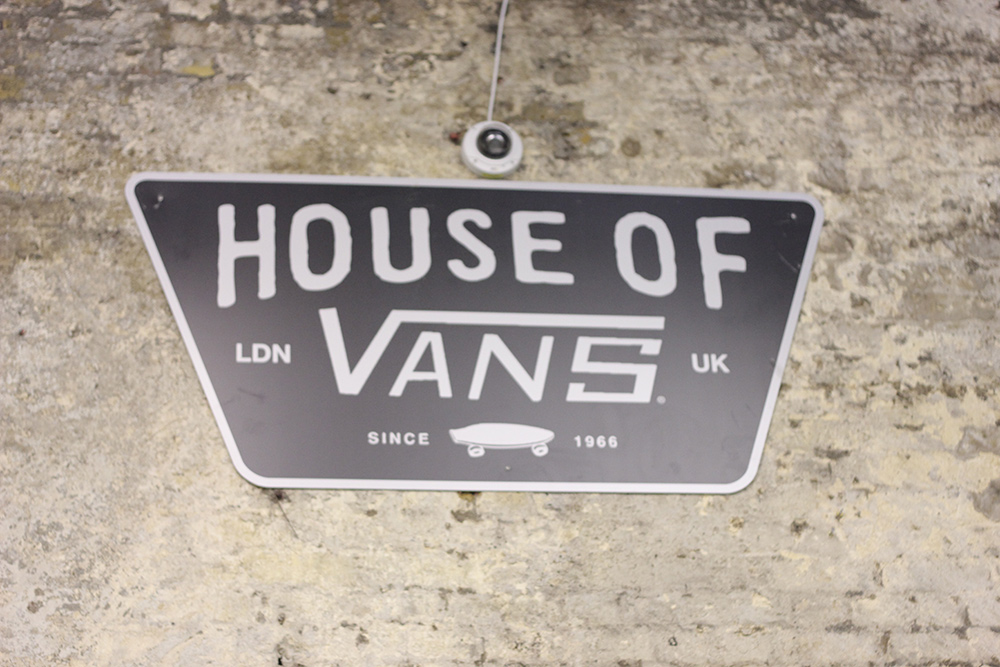 HOUSE OF
LDN VANS UK
SINCE 1966